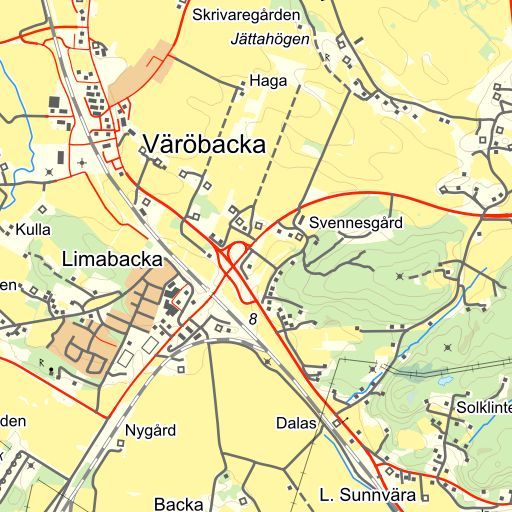 Skrivaregården
Jättahögen
Haga
Väröbacka
Svennesgård
Kulla
Limabacka
en
8
Solklinte
Dalas
den
Nygård
L. Sunnvära
Backa